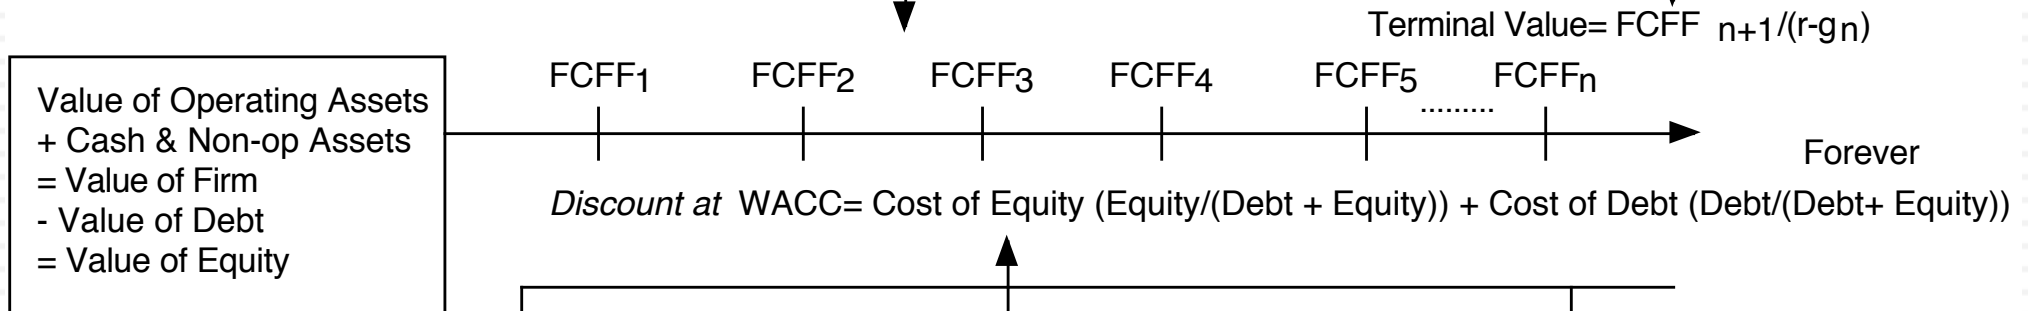 Terminal Value= FCFF n+1/(r-gn)
FCFF1 FCFF2 FCFF3 FCFF4 FCFF5 ......... FCFFn
Value of Operating Assets
+ Cash & Non-op Assets
= Value of Firm
- Value of Debt
= Value of Equity
Forever
Discount at WACC= Cost of Equity (Equity/(Debt + Equity)) + Cost of Debt (Debt/(Debt+ Equity))